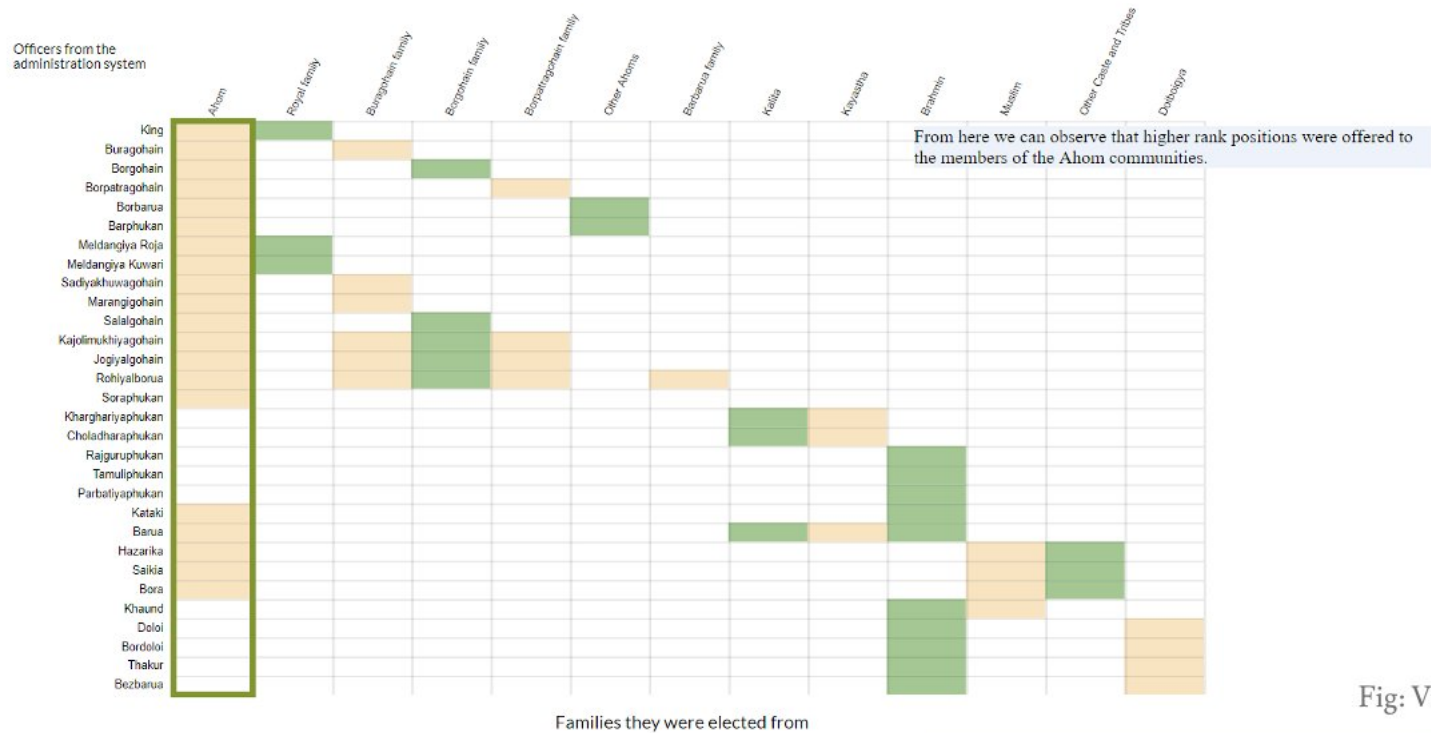 Officers from the
administration system
Ahom
Royal family
Buragohain family
Borgohain family
Borpatragohain family
Other Ahoms
Barbarua family
Kalita
Kayastha
Brahmin
Muslim
Other Caste and Tribes
Dolboigya
From here we can observe that higher rank positions were offered to
the members of the Ahom communities.
King
Buragohain
Borgohain
Borpatragohain
Borbarua
Barphukan
Meldangiya Roja
Meldangiya Kuwari
Sadiyakhuwagohain
Marangigohain
Salalgohain
Kajolimukhiyagohain
Jogiyalgohain
Rohiyalborua
Soraphukan
Kharghariyaphukan
Choladharaphukan
Rajguruphukan
Tamuliphukan
Parbatiyaphukan
Kataki
Barua
Hazarika
Saikia
Bora
Khaund
Doloi
Bordoloi
Thakur
Bezbarua
Families they were elected from
Fig: V